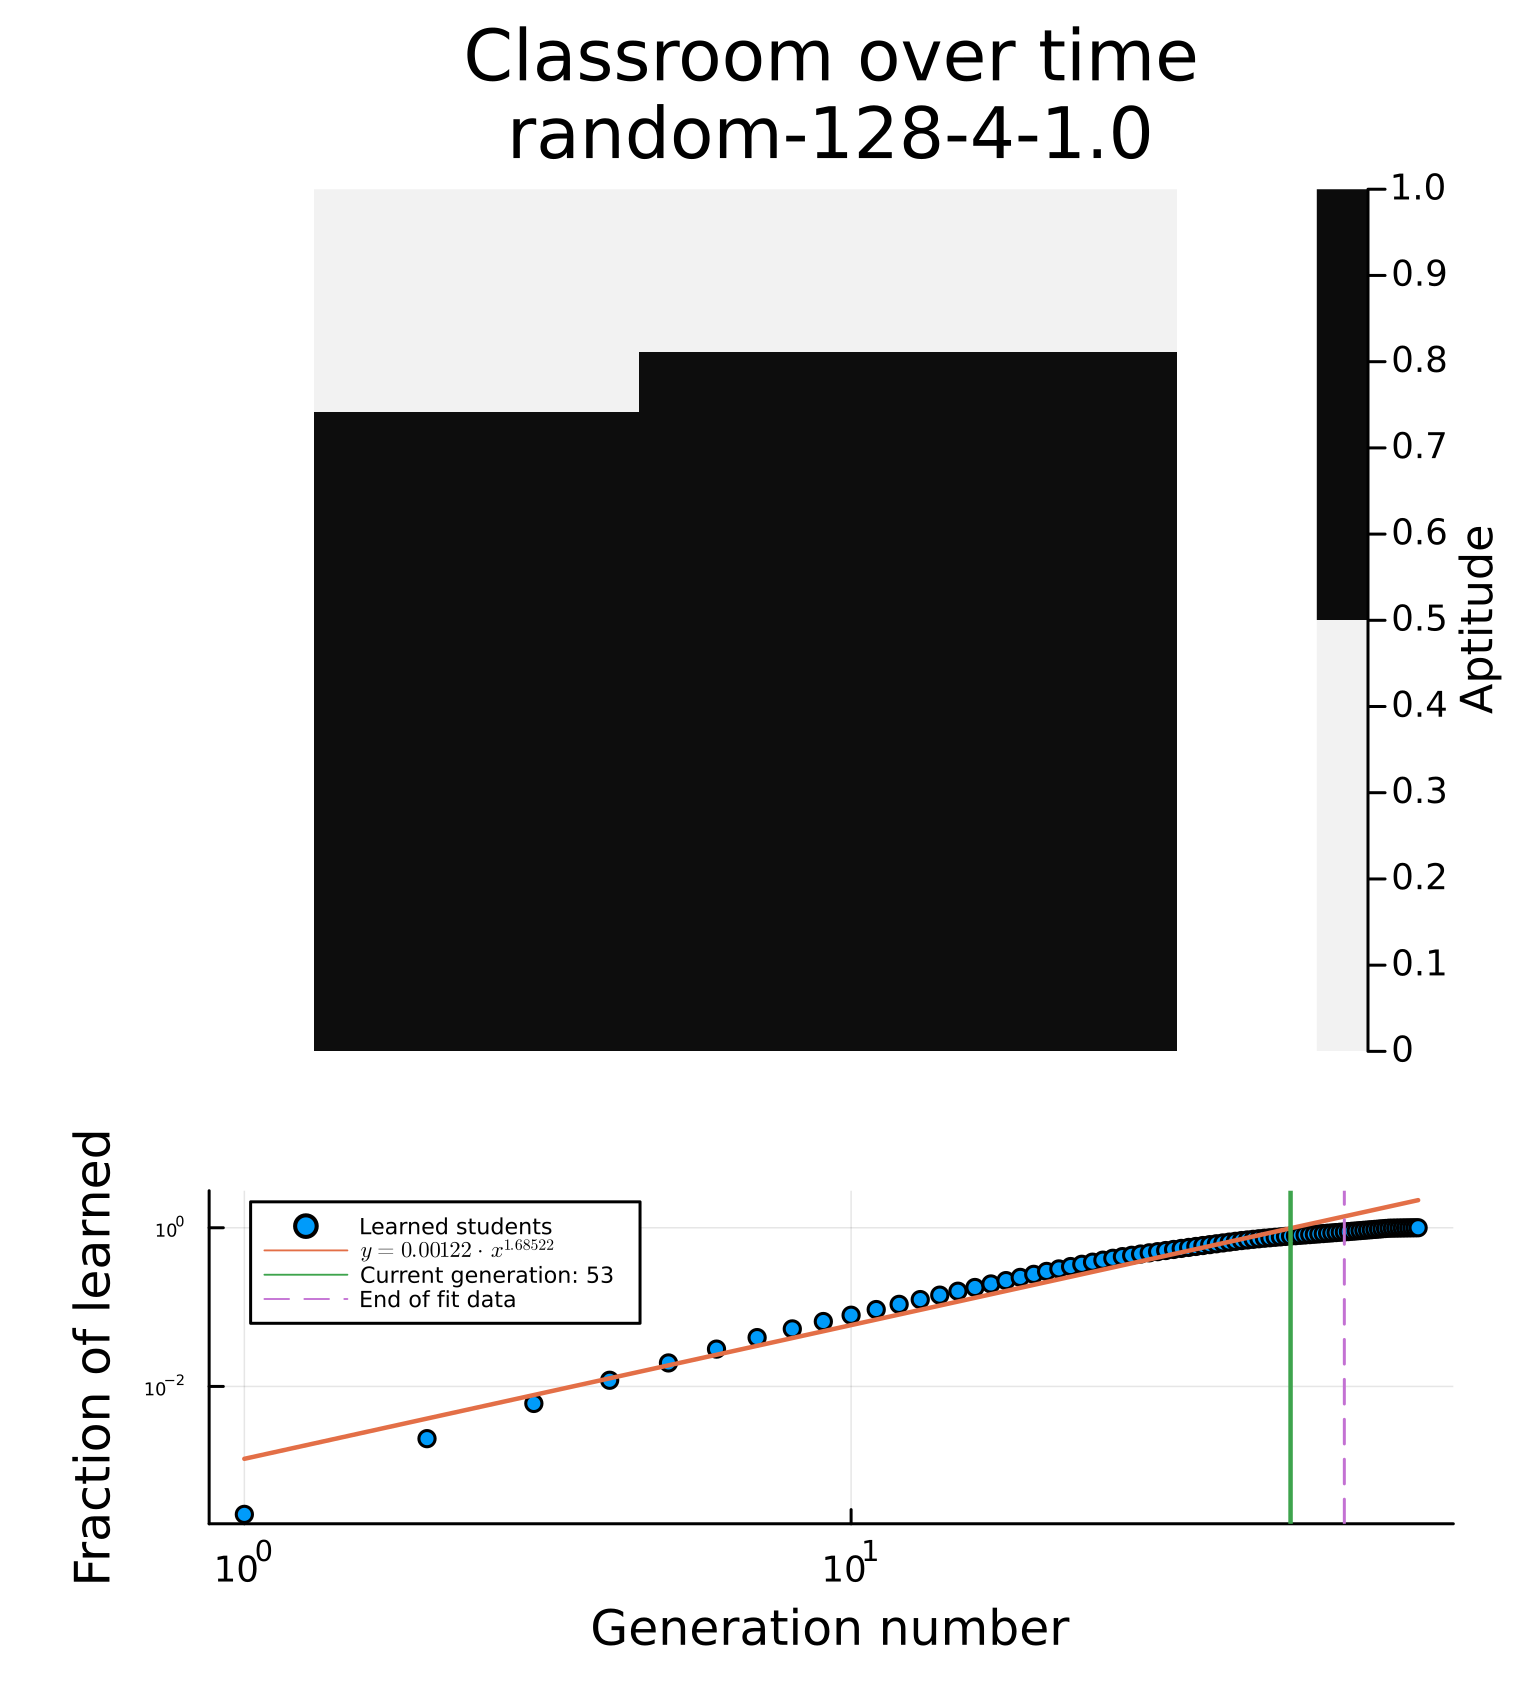 Classroom over time
random-128-4-1.0
1.0
0.9
0.8
0.7
0.6
0.5
0.4
0.3
0.2
0.1
0
Aptitude
Fraction of learned
10⁰
10⁻²
Learned students
y = 0.00122 · x^1.68522
Current generation: 53
End of fit data
10⁰
10¹
Generation number